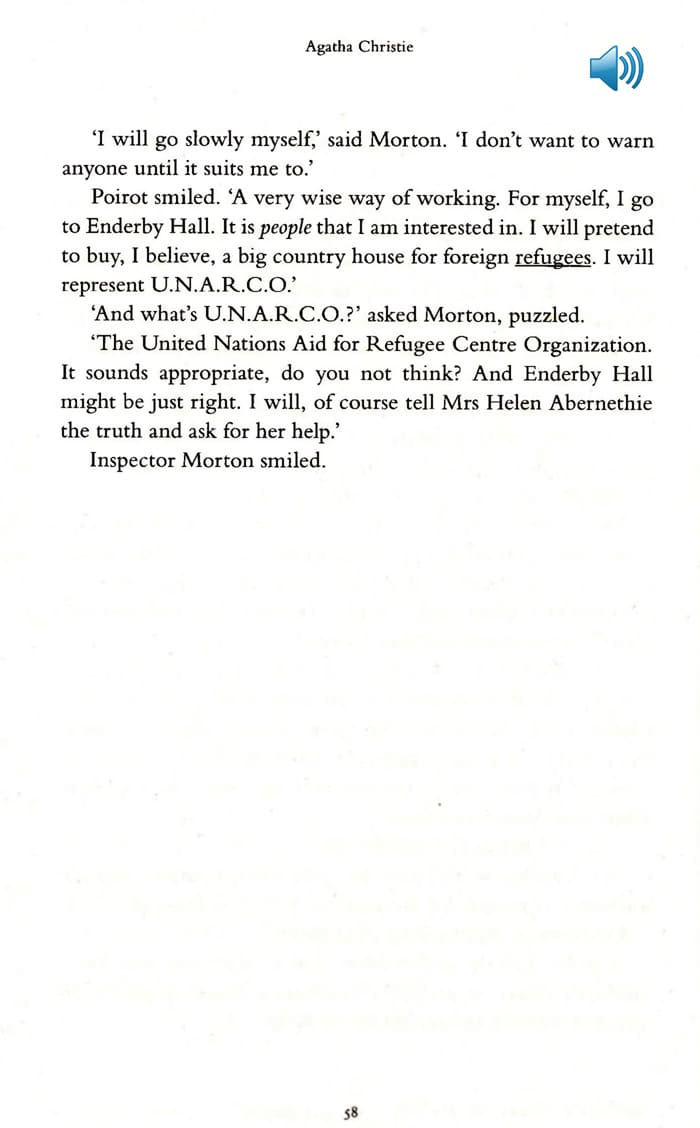 Agatha Christie
‘I will go slowly myself,’ said Morton. ‘I don’t want to warn
anyone until it suits me to.’
Poirot smiled. ‘A very wise way of working. For myself, I go
to Enderby Hall. It is people that I am interested in. I will pretend
to buy, I believe, a big country house for foreign refugees. I will
represent U.N.A.R.C.O.’
‘And what’s U.N.A.R.C.O.?’ asked Morton, puzzled.
‘The United Nations Aid for Refugee Centre Organization.
It sounds appropriate, do you not think? And Enderby Hall
might be just right. I will, of course tell Mrs Helen Abernethie
the truth and ask for her help.’
Inspector Morton smiled.
58